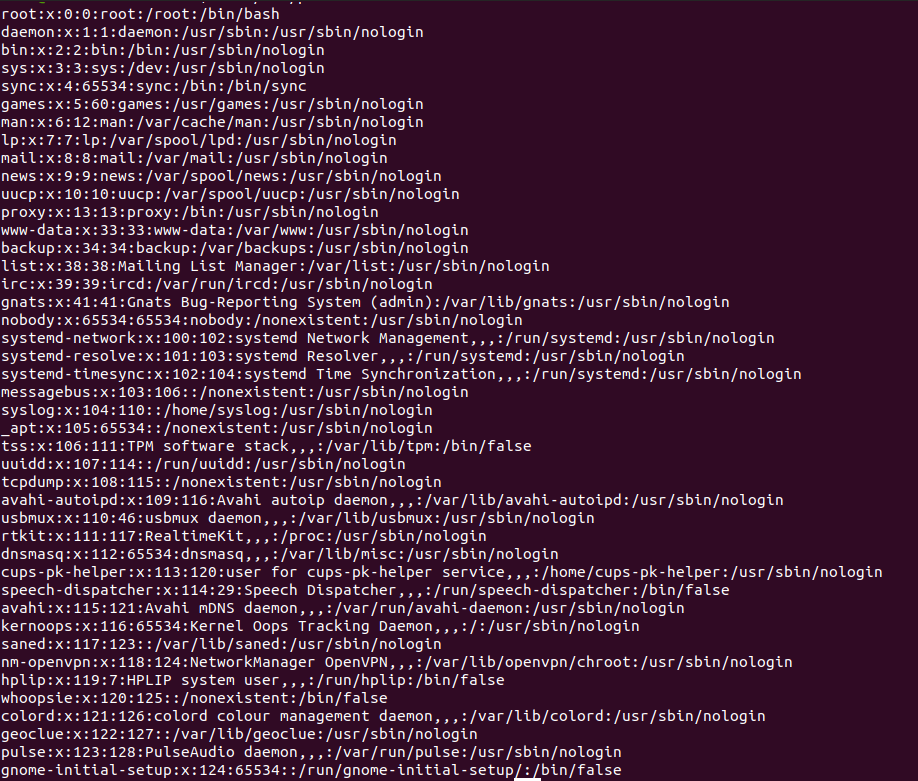 root:x:0:0:root:/root:/bin/bash
daemon:x:1:1:daemon:/usr/sbin:/usr/sbin/nologin
bin:x:2:2:bin:/bin:/usr/sbin/nologin
sys:x:3:3:sys:/dev:/usr/sbin/nologin
sync:x:4:65534:sync:/bin:/bin/sync
games:x:5:60:games:/usr/games:/usr/sbin/nologin
man:x:6:12:man:/var/cache/man:/usr/sbin/nologin
lp:x:7:7:lp:/var/spool/lpd:/usr/sbin/nologin
mail:x:8:8:mail:/var/mail:/usr/sbin/nologin
news:x:9:9:news:/var/spool/news:/usr/sbin/nologin
uucp:x:10:10:uucp:/var/spool/uucp:/usr/sbin/nologin
proxy:x:13:13:proxy:/bin:/usr/sbin/nologin
www-data:x:33:33:www-data:/var/www:/usr/sbin/nologin
backup:x:34:34:backup:/var/backups:/usr/sbin/nologin
list:x:38:38:Mailing List Manager:/var/list:/usr/sbin/nologin
irc:x:39:39:ircd:/var/run/ircd:/usr/sbin/nologin
gnats:x:41:41:Gnats Bug-Reporting System (admin):/var/lib/gnats:/usr/sbin/nologin
nobody:x:65534:65534:nobody:/nonexistent:/usr/sbin/nologin
systemd-network:x:100:102:systemd Network Management,,,:/run/systemd:/usr/sbin/nologin
systemd-resolve:x:101:103:systemd Resolver,,,:/run/systemd:/usr/sbin/nologin
systemd-timesync:x:102:104:systemd Time Synchronization,,,:/run/systemd:/usr/sbin/nologin
messagebus:x:103:106::/nonexistent:/usr/sbin/nologin
syslog:x:104:110::/home/syslog:/usr/sbin/nologin
_apt:x:105:65534::/nonexistent:/usr/sbin/nologin
tss:x:106:111:TPM software stack,,,:/var/lib/tpm:/bin/false
uuidd:x:107:114::/run/uuidd:/usr/sbin/nologin
tcpdump:x:108:115::/nonexistent:/usr/sbin/nologin
avahi-autoipd:x:109:116:Avahi autoip daemon,,,:/var/lib/avahi-autoipd:/usr/sbin/nologin
usbmux:x:110:46:usbmux daemon,,,:/var/lib/usbmux:/usr/sbin/nologin
rtkit:x:111:117:RealtimeKit,,,:/proc:/usr/sbin/nologin
dnsmasq:x:112:65534:dnsmasq,,,:/var/lib/misc:/usr/sbin/nologin
cups-pk-helper:x:113:120:user for cups-pk-helper service,,,:/home/cups-pk-helper:/usr/sbin/nologin
speech-dispatcher:x:114:29:Speech Dispatcher,,,:/run/speech-dispatcher:/bin/false
avahi:x:115:121:Avahi mDNS daemon,,,:/var/run/avahi-daemon:/usr/sbin/nologin
kernoops:x:116:65534:Kernel Oops Tracking Daemon,,,:/:/usr/sbin/nologin
saned:x:117:123::/var/lib/saned:/usr/sbin/nologin
nm-openvpn:x:118:124:NetworkManager OpenVPN,,,:/var/lib/openvpn/chroot:/usr/sbin/nologin
hplip:x:119:7:HPLIP system user,,,:/run/hplip:/bin/false
whoopsie:x:120:125::/nonexistent:/bin/false
colord:x:121:126:colord colour management daemon,,,:/var/lib/colord:/usr/sbin/nologin
geoclue:x:122:127::/var/lib/geoclue:/usr/sbin/nologin
pulse:x:123:128:PulseAudio daemon,,,:/var/run/pulse:/usr/sbin/nologin
gnome-initial-setup:x:124:65534::/run/gnome-initial-setup/:/bin/false